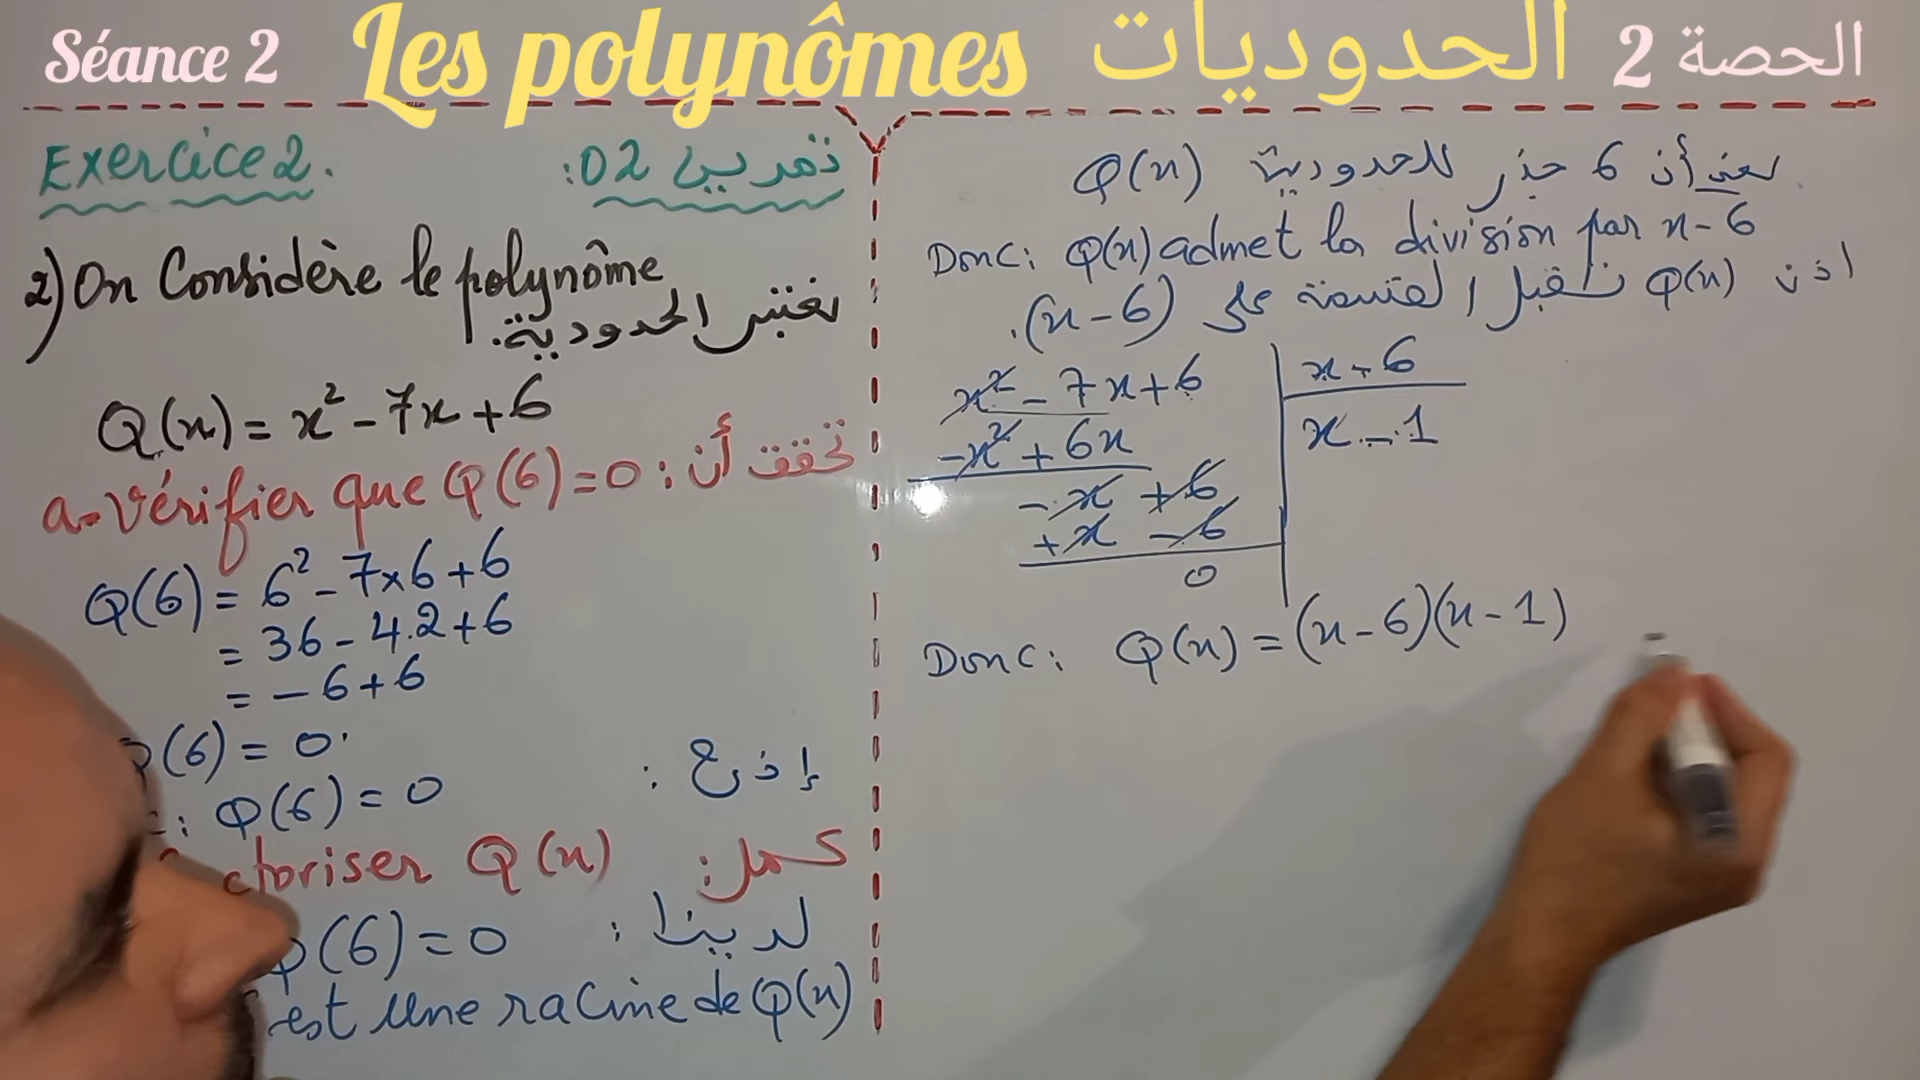 Séance 2 Les polynômes الحدوديات الحصة 2
Exercice 2. تمرين 02:
2) On Considère le polynôme
نعتبر الحدودية.
Q(x) = x² - 7x + 6
a- Vérifier que Q(6) = 0 : تحقق أن
Q(6) = 6² - 7×6 + 6
= 36 - 42 + 6
= - 6 + 6
(6) = 0
: Q(6) = 0
ctoriser Q(x) كمل:
Q(6) = 0 لدينا :
est une racine de Q(x)
يعني أن 6 جذر للحدودية Q(x)
Donc: Q(x) admet la division par x - 6
اذن Q(x) تقبل القسمة على (x - 6).
x² - 7x + 6 | x - 6
- x² + 6x | x - 1
- x + 6
+ x - 6
0
Donc: Q(x) = (x - 6)(x - 1)